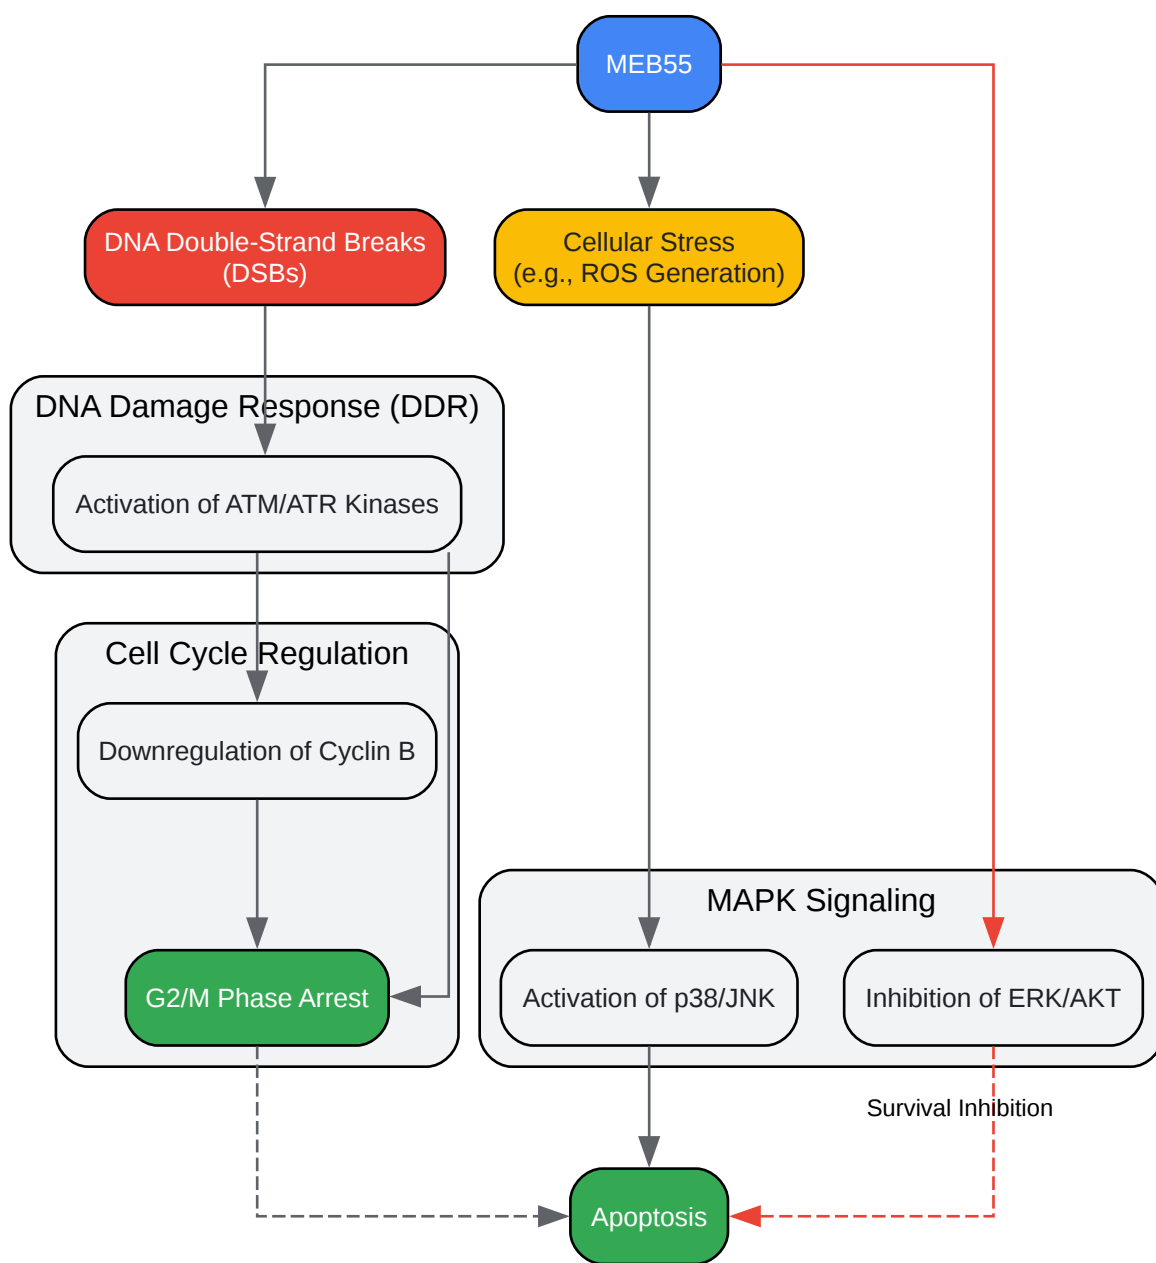 MEB55
DNA Double-Strand Breaks
(DSBs)
Cellular Stress
(e.g., ROS Generation)
DNA Damage Response (DDR)
Activation of ATM/ATR Kinases
Cell Cycle Regulation
Downregulation of Cyclin B
MAPK Signaling
G2/M Phase Arrest
Activation of p38/JNK
Inhibition of ERK/AKT
Survival Inhibition
Apoptosis